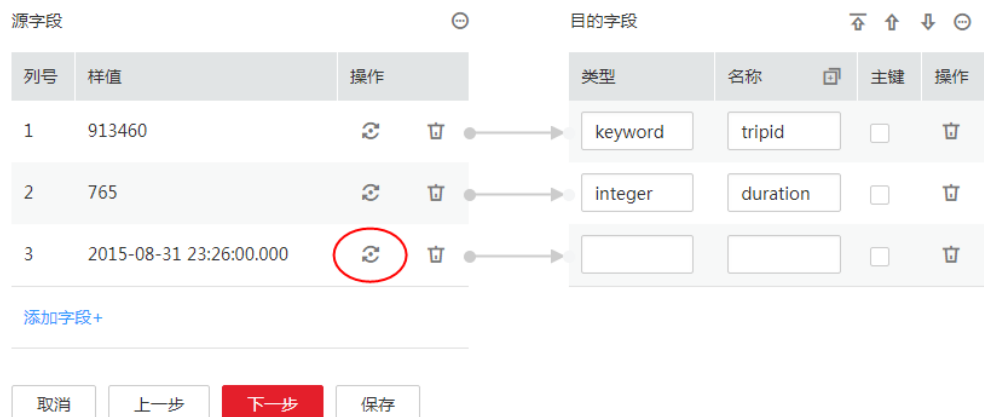 源字段 目的字段
列号 样值 操作 类型 名称 主键 操作
1 913460 keyword tripid
2 765 integer duration
3 2015-08-31 23:26:00.000
添加字段+
取消 上一步 下一步 保存